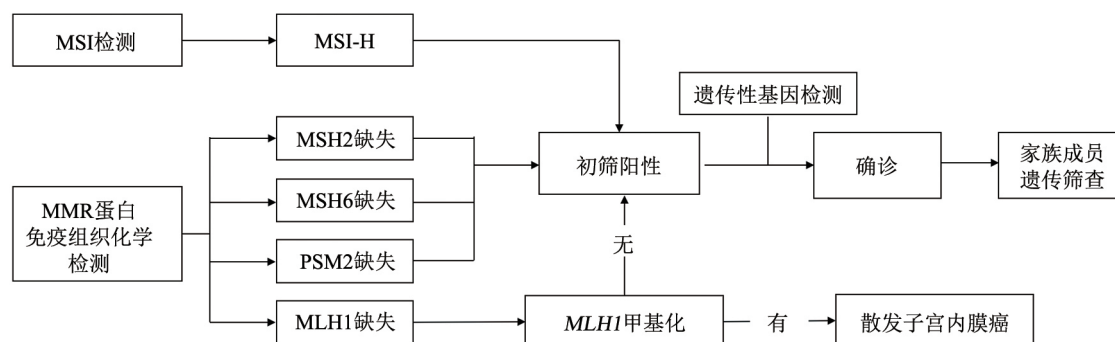 MSI检测
MSI-H
遗传性基因检测
MSH2缺失
初筛阳性
确诊
家族成员
遗传筛查
MMR蛋白
免疫组织化学
检测
MSH6缺失
PSM2缺失
无
MLH1缺失
MLH1甲基化
有
散发子宫内膜癌